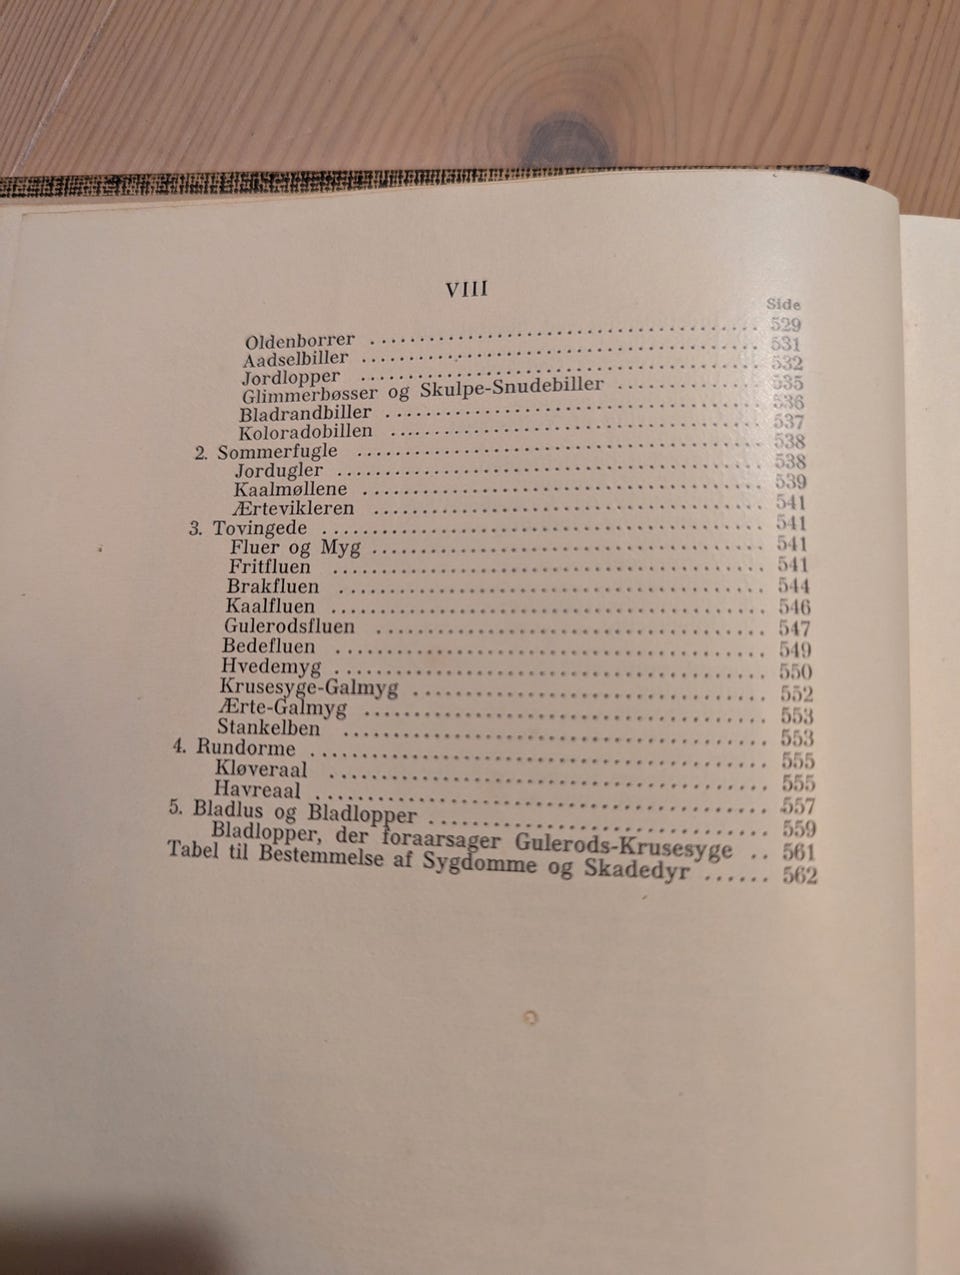 VIII
Side
Oldenborrer .......... 529
Aadselbiller .......... 531
Jordlopper .......... 532
Glimmerbøsser og Skulpe-Snudebiller .......... 535
Bladrandbiller .......... 536
Koloradobillen .......... 537
2. Sommerfugle .......... 538
Jordugler .......... 538
Kaalmøllene .......... 539
Ærtevikleren .......... 541
3. Tovingede .......... 541
Fluer og Myg .......... 541
Fritfluen .......... 541
Brakfluen .......... 544
Kaalfluen .......... 546
Gulerodsfluen .......... 547
Bedefluen .......... 549
Hvedemyg .......... 550
Krusesyge-Galmyg .......... 552
Ærte-Galmyg .......... 553
Stankelben .......... 553
4. Rundorme .......... 555
Kløveraal .......... 555
Havreaal .......... 557
5. Bladlus og Bladlopper .......... 559
Bladlopper, der foraarsager Gulerods-Krusesyge .. 561
Tabel til Bestemmelse af Sygdomme og Skadedyr ...... 562